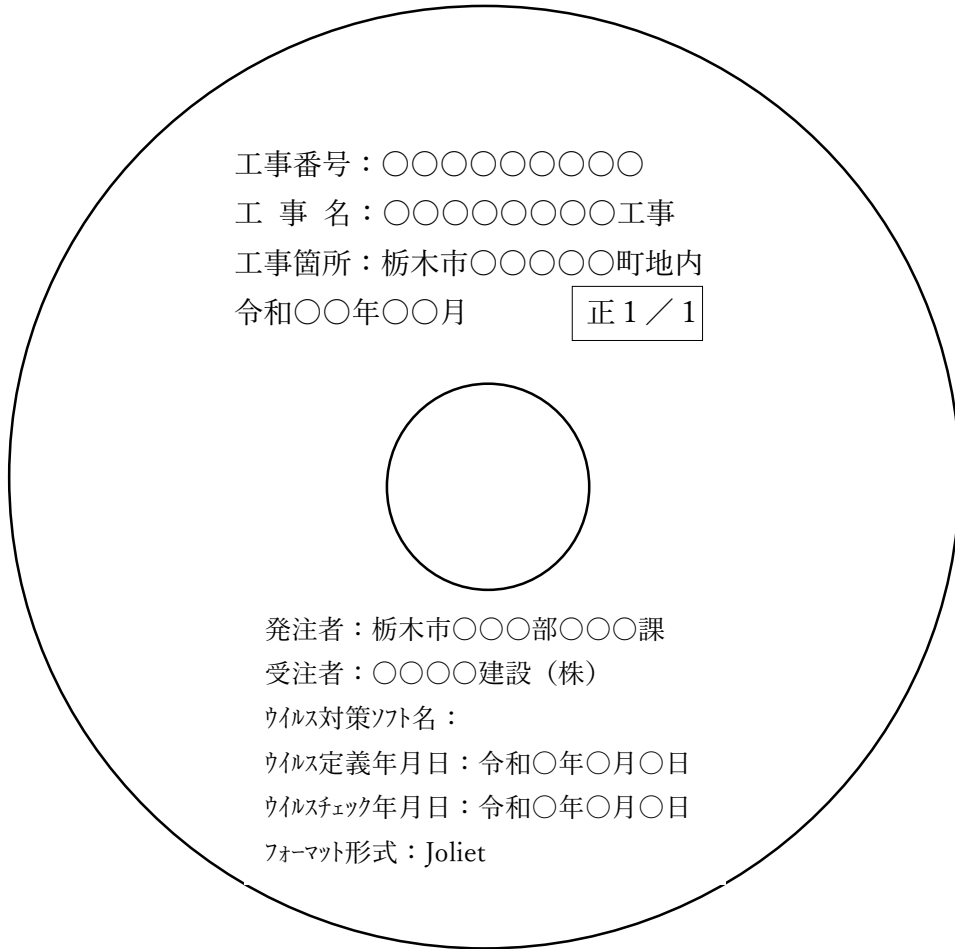 工事番号：○○○○○○○○○
工 事 名：○○○○○○○○工事
工事箇所：栃木市○○○○○町地内
令和○○年○○月 正１／１
発注者：栃木市○○○部○○○課
受注者：○○○○建設（株）
ｳｲﾙｽ対策ｿﾌﾄ名：
ｳｲﾙｽ定義年月日：令和○年○月○日
ｳｲﾙｽﾁｪｯｸ年月日：令和○年○月○日
ﾌｫｰﾏｯﾄ形式：Joliet